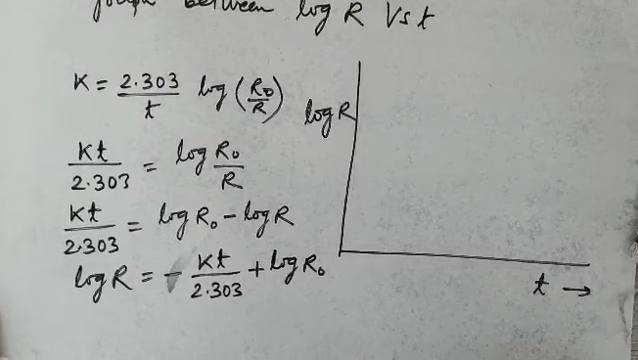 graph between log R Vs t
K = 2.303/t log (R₀/R)
Kt/2.303 = log R₀/R
Kt/2.303 = log R₀ - log R
log R = - Kt/2.303 + log R₀
log R
t →